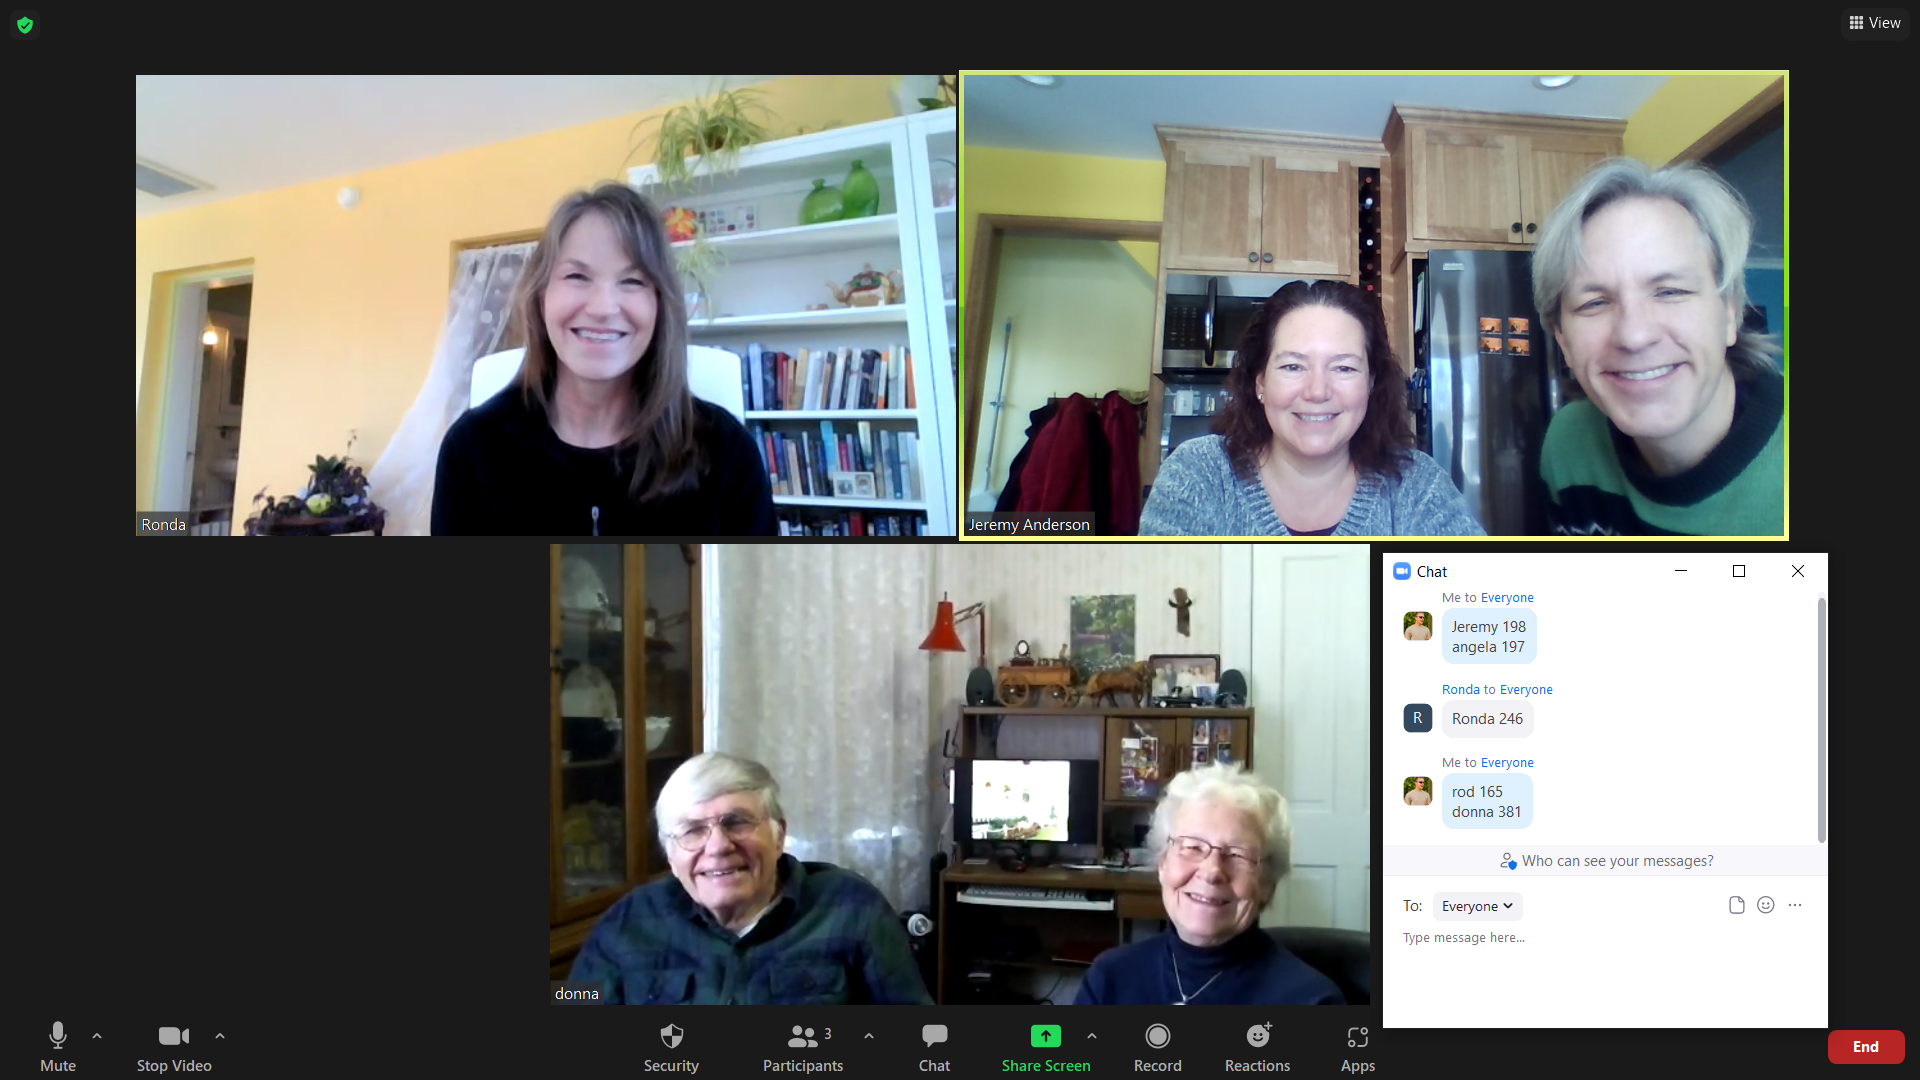 View
Ronda
Jeremy Anderson
donna
Chat
Me to Everyone
Jeremy 198
angela 197
Ronda to Everyone
R
Ronda 246
Me to Everyone
rod 165
donna 381
Who can see your messages?
To: Everyone
Type message here...
Mute
Stop Video
Security
3
Participants
Chat
Share Screen
Record
Reactions
Apps
End